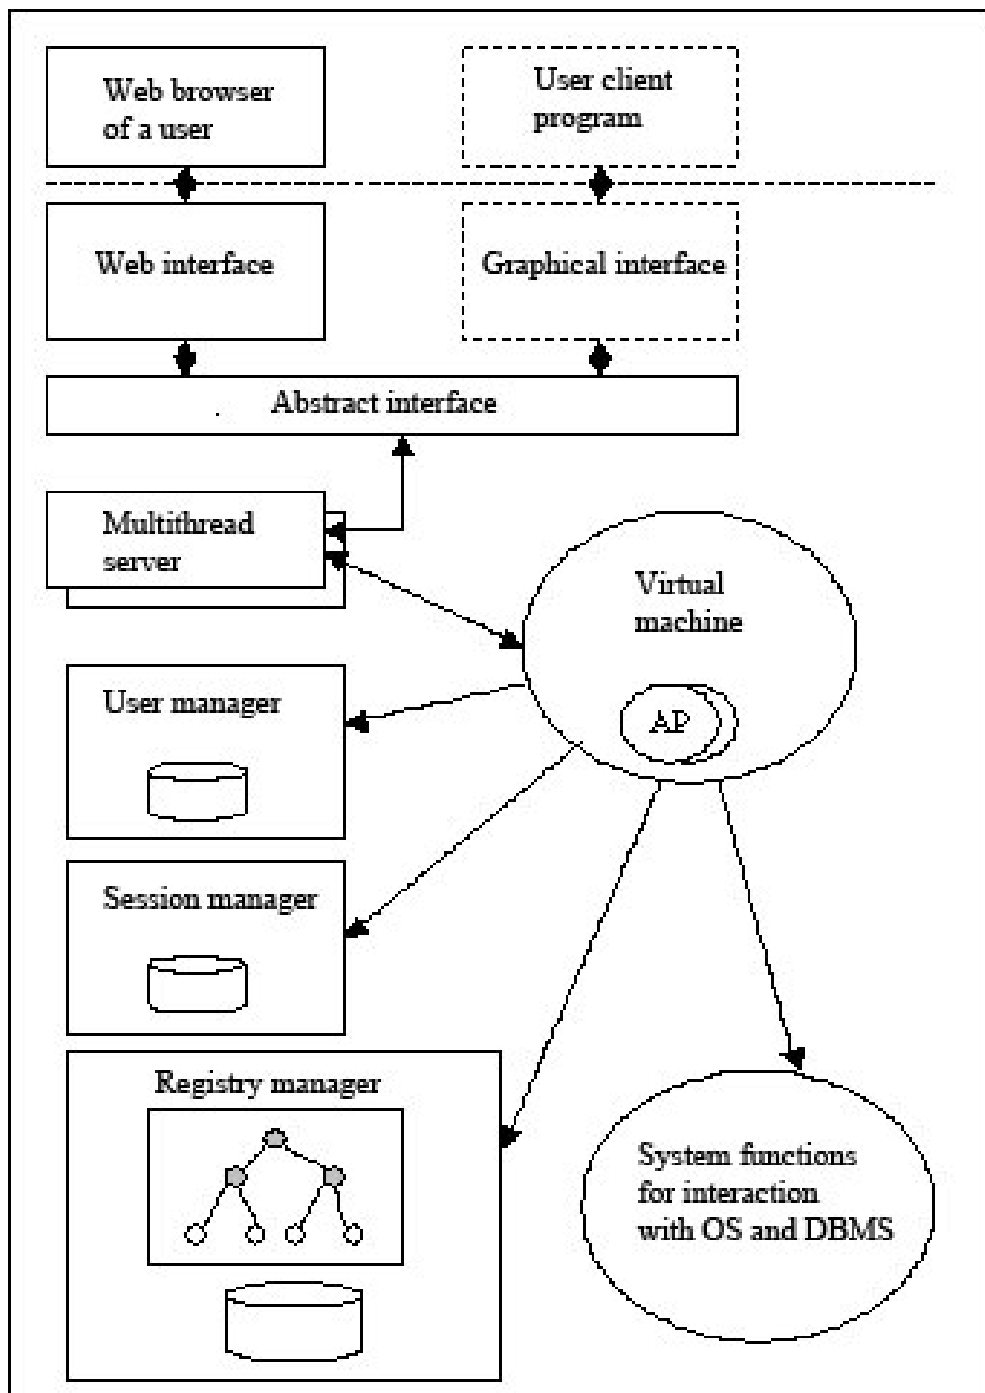 Web browser
of a user
User client
program
Web interface
Graphical interface
Abstract interface
Multithread
server
Virtual
machine
User manager
AP
Session manager
Registry manager
System functions
for interaction
with OS and DBMS